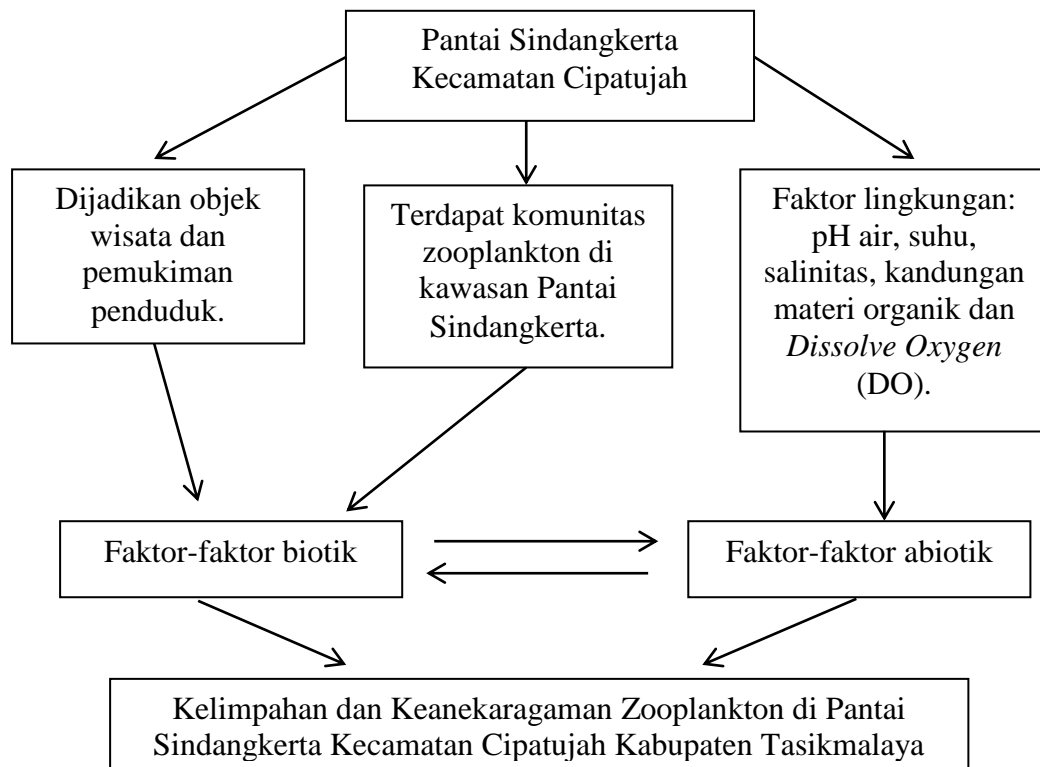 Pantai Sindangkerta
Kecamatan Cipatujah
Dijadikan objek
wisata dan
pemukiman
penduduk.
Terdapat komunitas
zooplankton di
kawasan Pantai
Sindangkerta.
Faktor lingkungan:
pH air, suhu,
salinitas, kandungan
materi organik dan
Dissolve Oxygen
(DO).
Faktor-faktor biotik
Faktor-faktor abiotik
Kelimpahan dan Keanekaragaman Zooplankton di Pantai
Sindangkerta Kecamatan Cipatujah Kabupaten Tasikmalaya